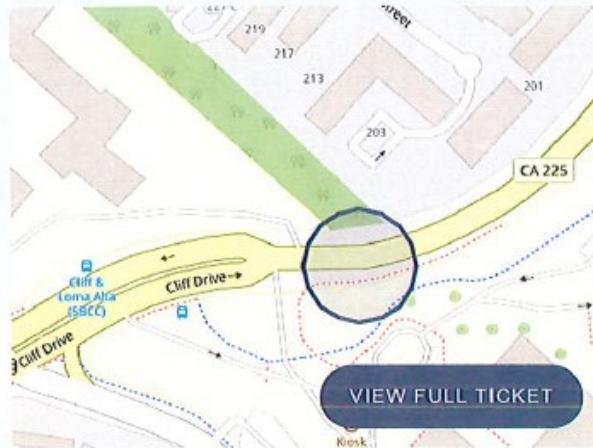 227C
219
217
213
Street
201
203
CA 225
Cliff &
Loma Alta
(SBCC)
Cliff Drive
Cliff Drive
VIEW FULL TICKET
Kiosk